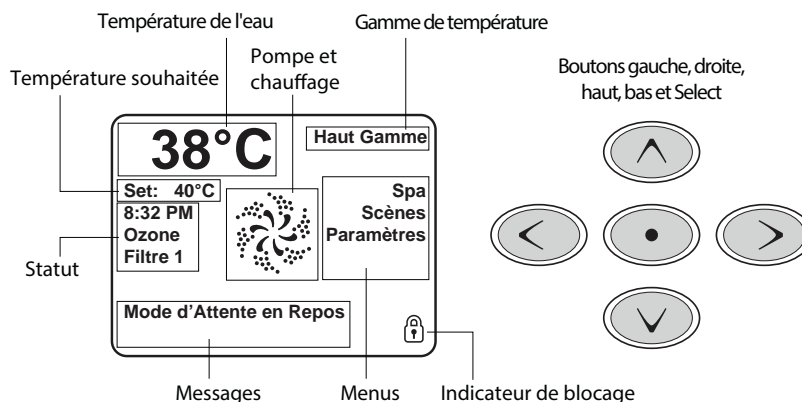 Température de l'eau
Gamme de température
Pompe et
chauffage
Température souhaitée
Boutons gauche, droite,
haut, bas et Select
38°C
Haut Gamme
Set: 40°C
8:32 PM
Ozone
Filtre 1
Spa
Scènes
Paramètres
Statut
Mode d'Attente en Repos
Messages
Menus
Indicateur de blocage